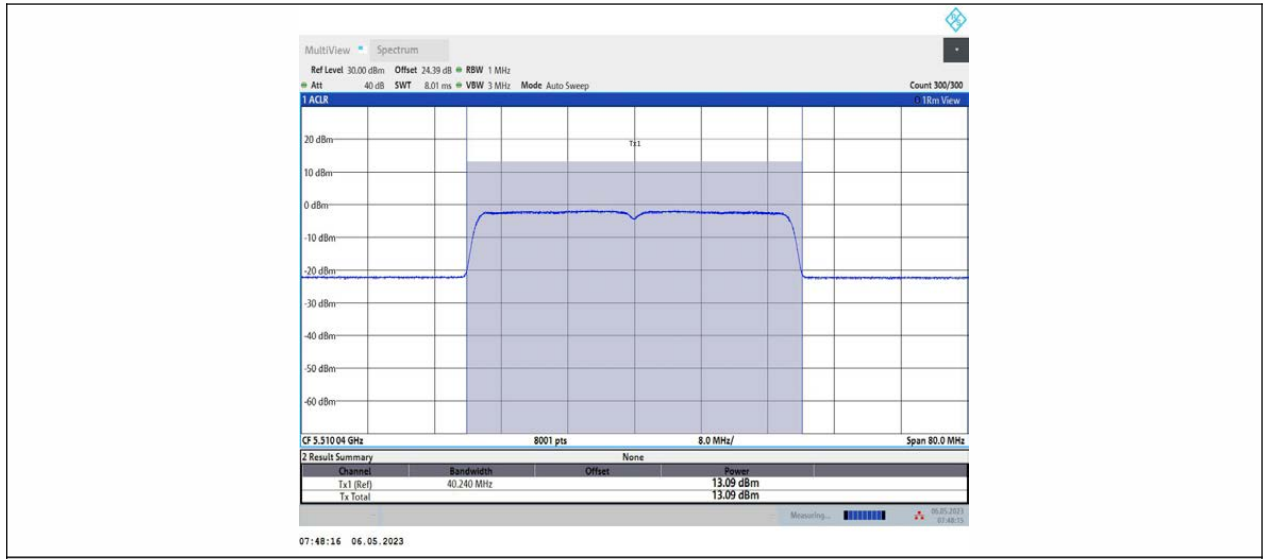 MultiView Spectrum
Ref Level 30.00 dBm Offset 24.39 dB RBW 1 MHz
Att 40 dB SWT 8.01 ms VBW 3 MHz Mode Auto Sweep Count 300/300
1 ACLR 1Rm View
20 dBm
Tx1
10 dBm
0 dBm
-10 dBm
-20 dBm
-30 dBm
-40 dBm
-50 dBm
-60 dBm
CF 5.510 04 GHz 8001 pts 8.0 MHz/ Span 80.0 MHz
2 Result Summary None
Channel Bandwidth Offset Power
Tx1 (Ref) 40.240 MHz 13.09 dBm
Tx Total 13.09 dBm
Measuring... 06.05.2023
07:48:15
07:48:16 06.05.2023